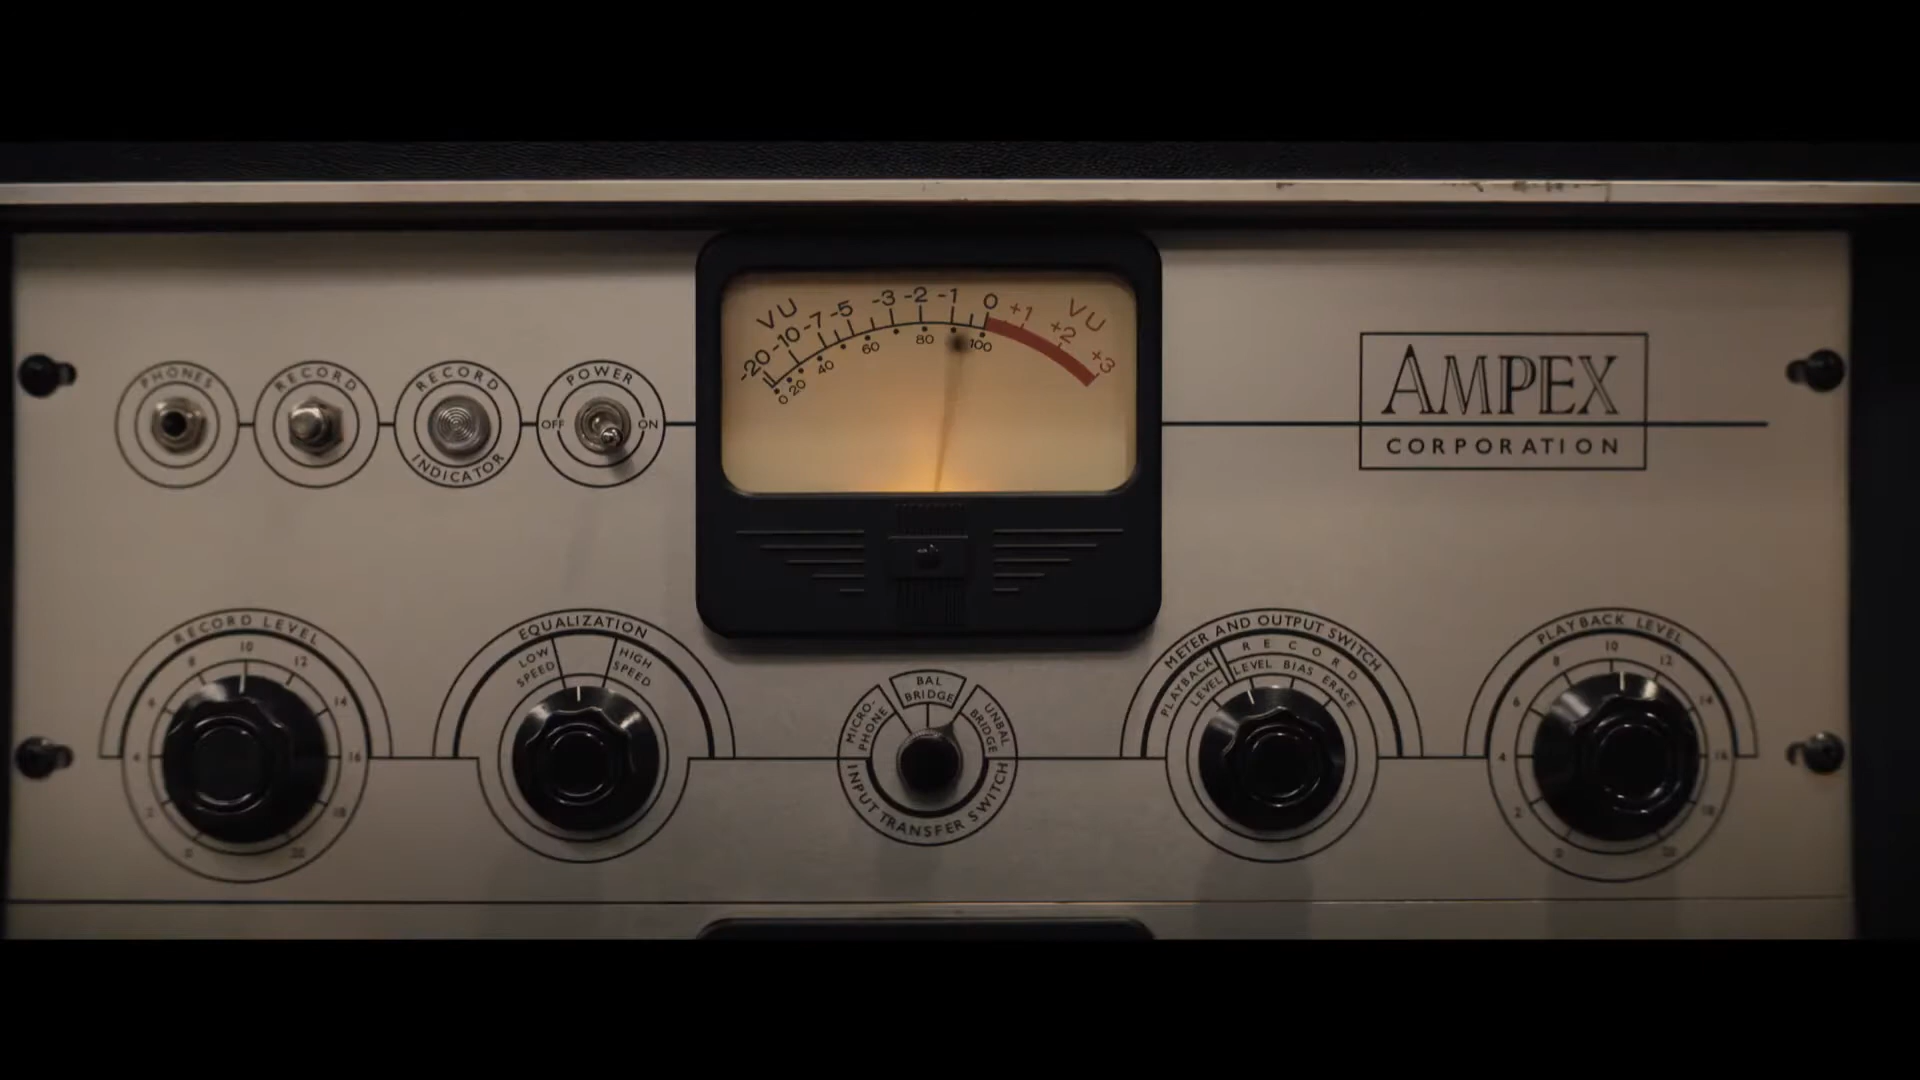 VU
-20 -10 -7 -5 -3 -2 -1 0 +1 +2 +3
VU
0 20 40 60 80 100
PHONES
RECORD
RECORD
INDICATOR
POWER
OFF
ON
AMPEX
CORPORATION
RECORD LEVEL
0 2 4 6 8 10 12 14 16 18 20
EQUALIZATION
LOW
SPEED
HIGH
SPEED
MICRO-
PHONE
BAL
BRIDGE
UNBAL
BRIDGE
INPUT TRANSFER SWITCH
METER AND OUTPUT SWITCH
PLAYBACK
LEVEL
RECORD
LEVEL BIAS ERASE
PLAYBACK LEVEL
0 2 4 6 8 10 12 14 16 18 20